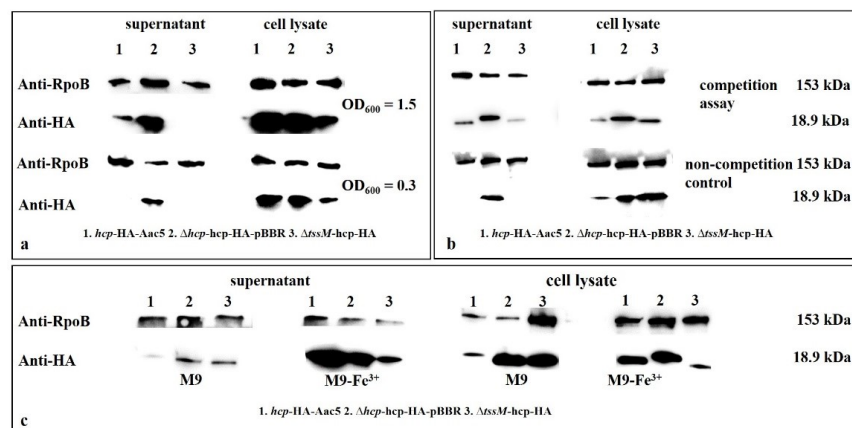 supernatant cell lysate
1 2 3 1 2 3
Anti-RpoB
OD600 = 1.5
Anti-HA
Anti-RpoB
OD600 = 0.3
Anti-HA
1. hcp-HA-Aac5 2. Δhcp-hcp-HA-pBBR 3. ΔtssM-hcp-HA
a
supernatant cell lysate
1 2 3 1 2 3
competition assay 153 kDa
18.9 kDa
non-competition control 153 kDa
18.9 kDa
1. hcp-HA-Aac5 2. Δhcp-hcp-HA-pBBR 3. ΔtssM-hcp-HA
b
supernatant cell lysate
1 2 3 1 2 3 1 2 3 1 2 3
Anti-RpoB 153 kDa
Anti-HA 18.9 kDa
M9 M9-Fe³⁺ M9 M9-Fe³⁺
1. hcp-HA-Aac5 2. Δhcp-hcp-HA-pBBR 3. ΔtssM-hcp-HA
c